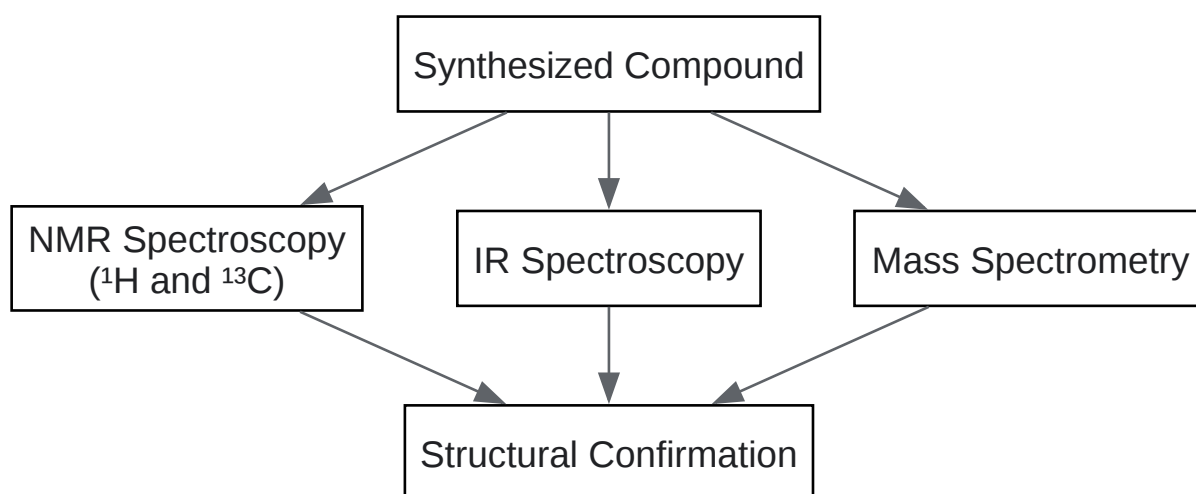 Synthesized Compound
NMR Spectroscopy
(¹H and ¹³C)
IR Spectroscopy
Mass Spectrometry
Structural Confirmation